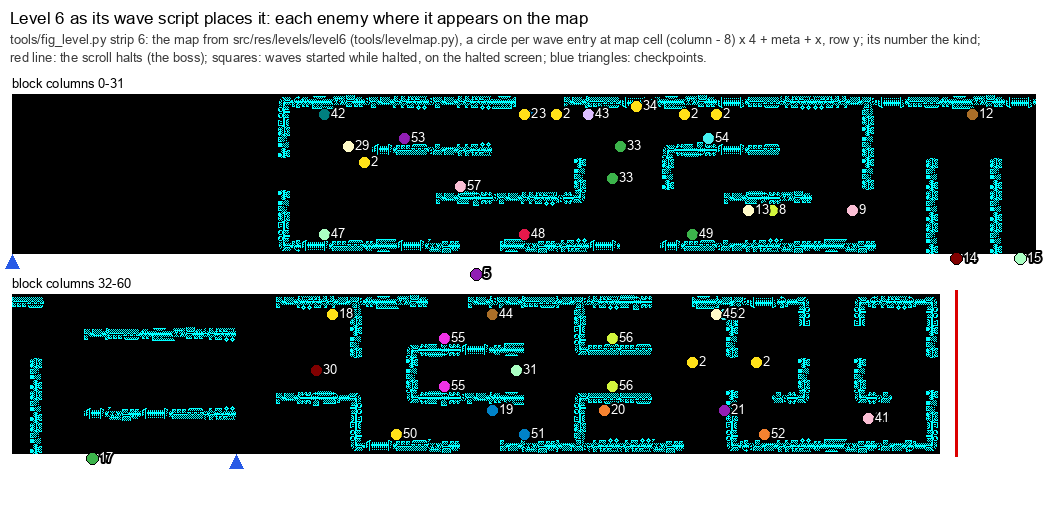 Level 6 as its wave script places it: each enemy where it appears on the map
tools/fig_level.py strip 6: the map from src/res/levels/level6 (tools/levelmap.py), a circle per wave entry at map cell (column - 8) x 4 + meta + x, row y; its number the kind;
red line: the scroll halts (the boss); squares: waves started while halted, on the halted screen; blue triangles: checkpoints.
block columns 0-31
34
42 23 2 43 2 2 12
53 54
29 33
2
33
57
13 8 9
47 48 49
14 15
5
block columns 32-60
18 44 452
55 56
2 2
30 31
55 56
19 20 21
41
50 51 52
17